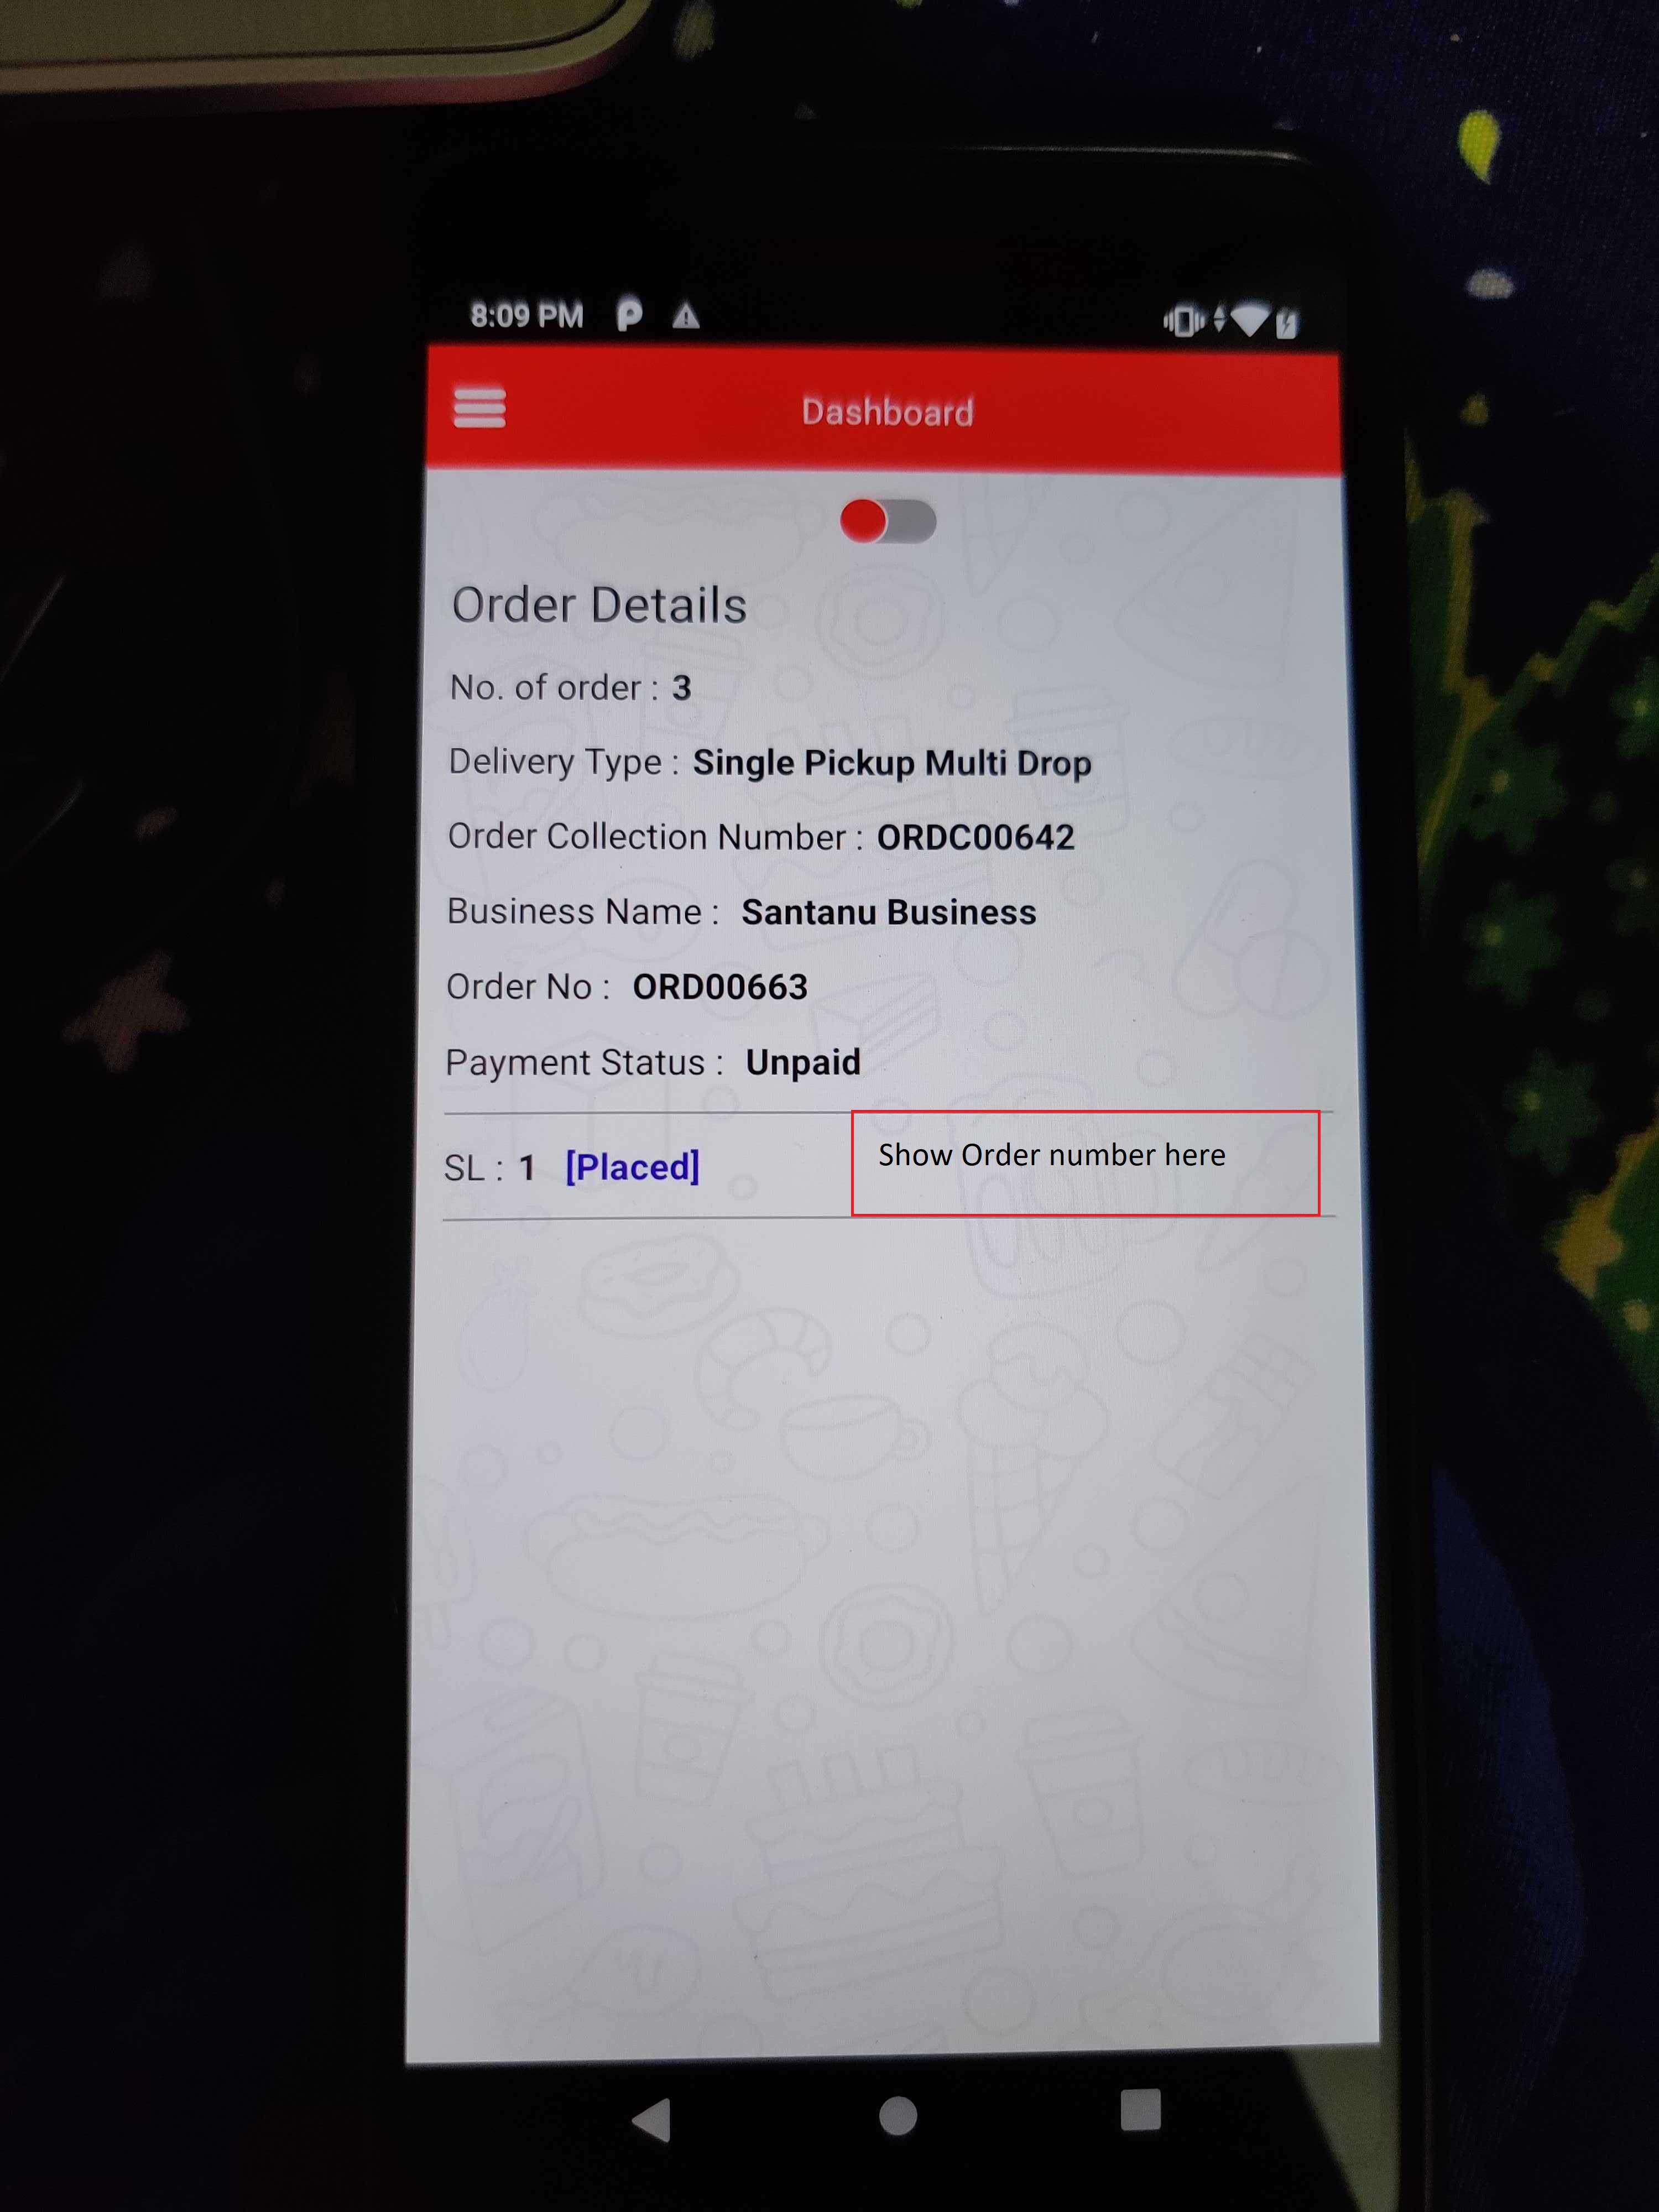 8:09 PM
Dashboard
Order Details
No. of order : 3
Delivery Type : Single Pickup Multi Drop
Order Collection Number : ORDC00642
Business Name : Santanu Business
Order No : ORD00663
Payment Status : Unpaid
SL : 1 [Placed] Show Order number here